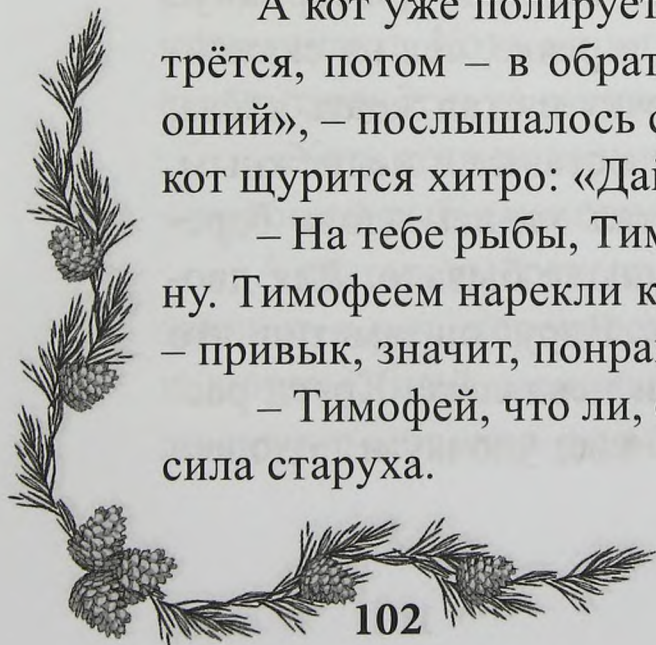 А кот уже полирует
трётся, потом – в обрат
оший», – послышалось с
кот щурится хитро: «Дай
– На тебе рыбы, Тим
ну. Тимофеем нарекли к
– привык, значит, понра
– Тимофей, что ли,
сила старуха.
102